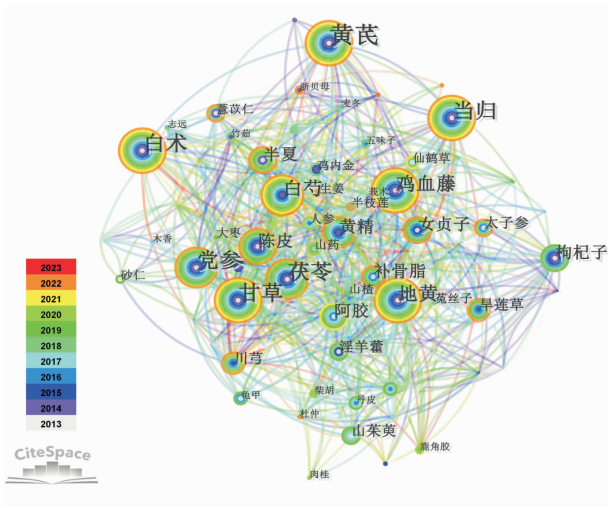 黄芪
浙贝母
麦冬
薏苡仁
当归
志远
竹茹
五味子
白术
半夏
鸡内金
仙鹤草
白芍
生姜
莪术
鸡血藤
半枝莲
人参
大枣
黄精
女贞子
太子参
木香
陈皮
山药
党参
枸杞子
砂仁
茯苓
补骨脂
山楂
甘草
地黄
菟丝子
旱莲草
阿胶
川芎
淫羊藿
龟甲
柴胡
丹皮
杜仲
山茱萸
鹿角胶
肉桂
2023
2022
2021
2020
2019
2018
2017
2016
2015
2014
2013
CiteSpace